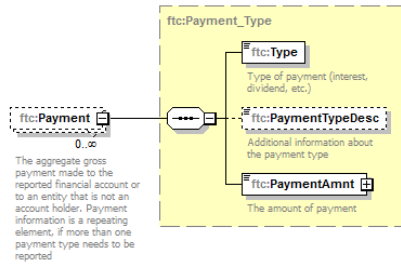 ftc:Payment_Type
ftc:Type
Type of payment (interest,
dividend, etc.)
ftc:Payment
0..∞
The aggregate gross
payment made to the
reported financial account or
to an entity that is not an
account holder. Payment
information is a repeating
element, if more than one
payment type needs to be
reported
ftc:PaymentTypeDesc
Additional information about
the payment type
ftc:PaymentAmnt
The amount of payment